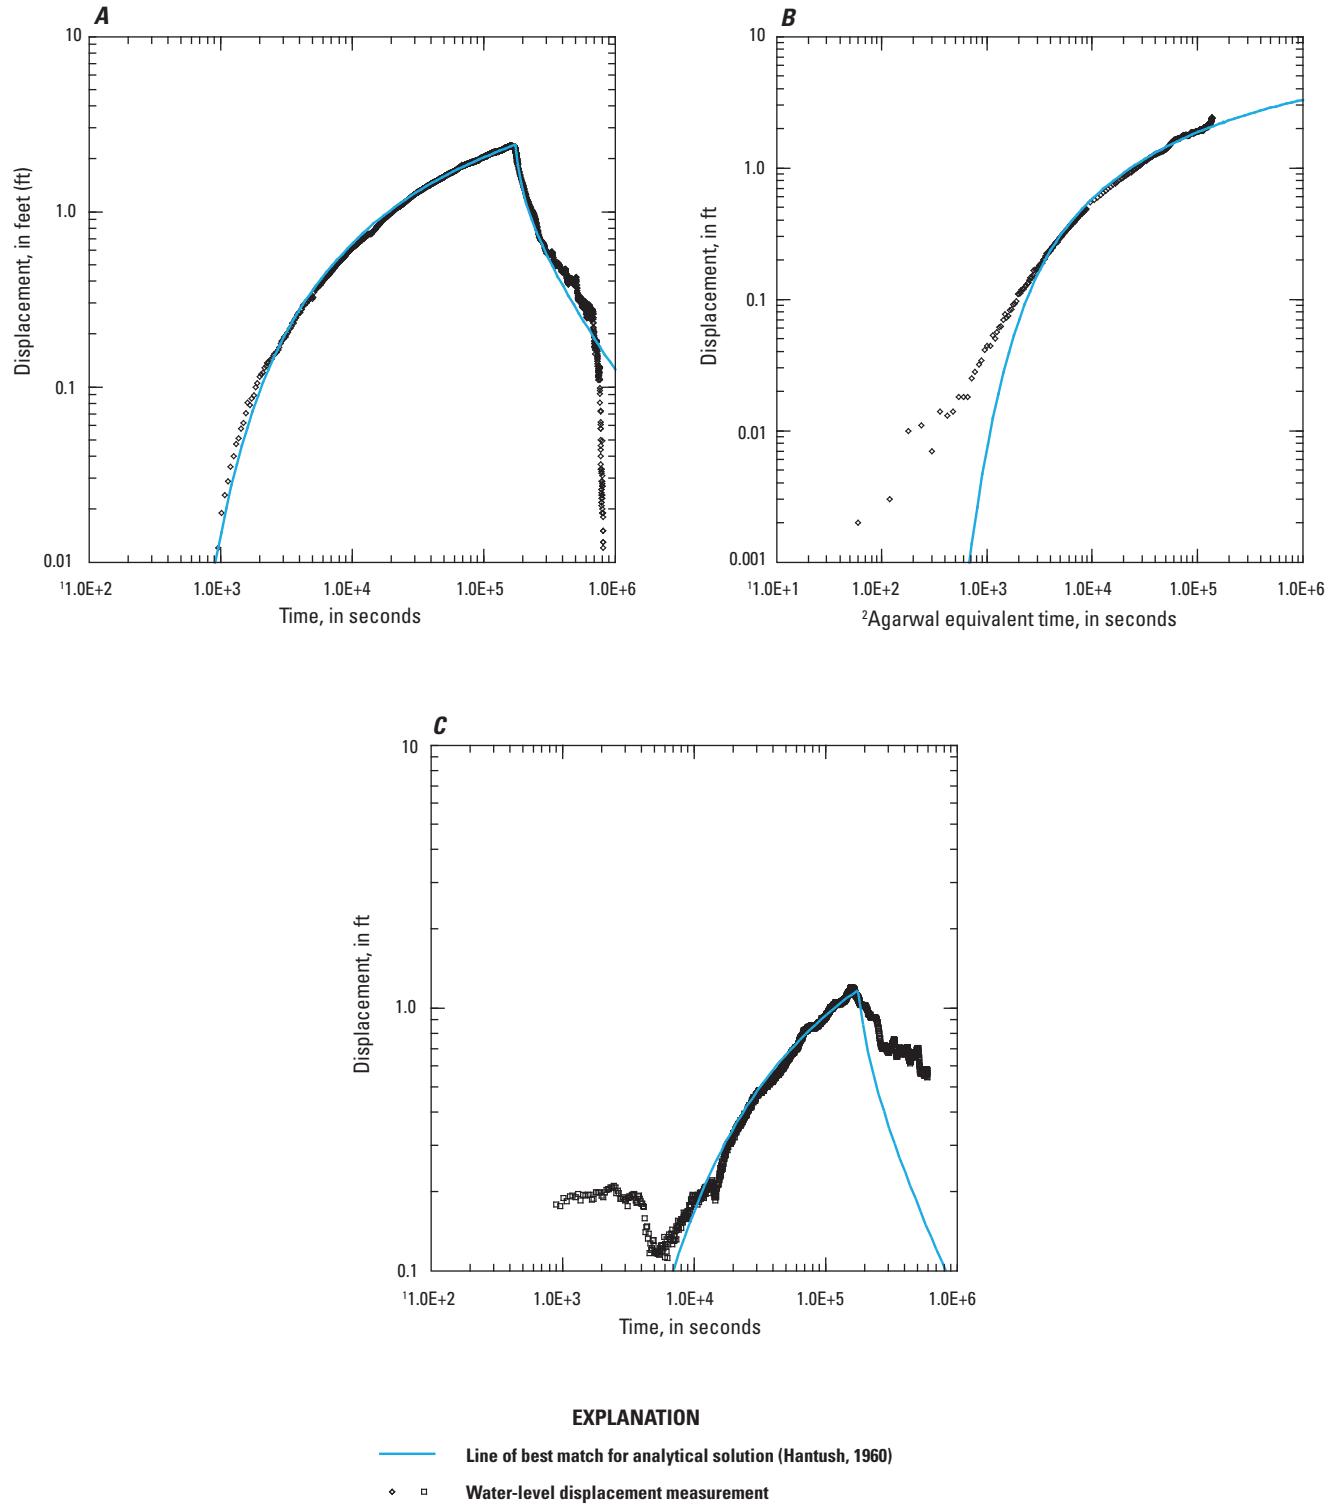 A
10
1.0
0.1
0.01
Displacement, in feet (ft)
¹1.0E+2
1.0E+3
1.0E+4
1.0E+5
1.0E+6
Time, in seconds
B
10
1.0
0.1
0.01
0.001
Displacement, in ft
¹1.0E+1
1.0E+2
1.0E+3
1.0E+4
1.0E+5
1.0E+6
²Agarwal equivalent time, in seconds
C
10
1.0
0.1
Displacement, in ft
¹1.0E+2
1.0E+3
1.0E+4
1.0E+5
1.0E+6
Time, in seconds
EXPLANATION
Line of best match for analytical solution (Hantush, 1960)
Water-level displacement measurement